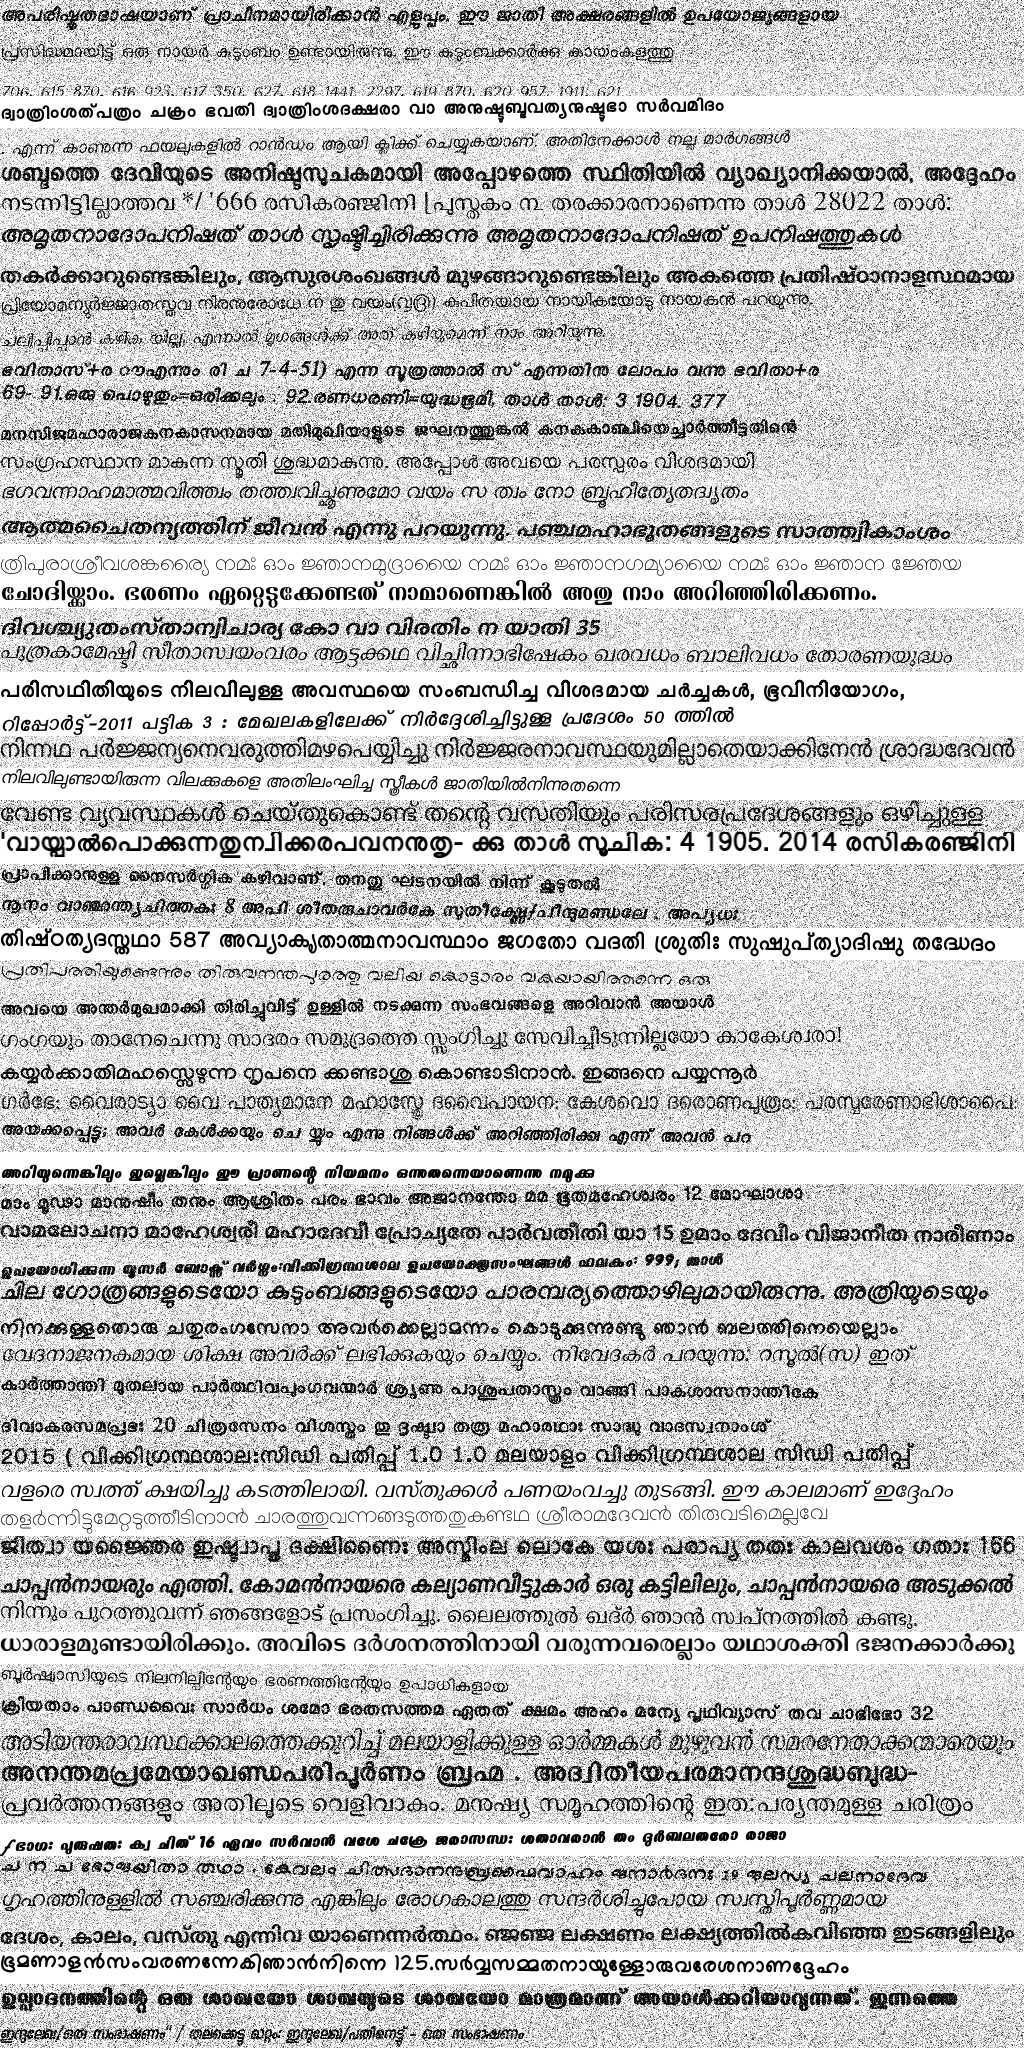 അപരിഷ്കൃതഭാഷയാണ് പ്രാചീനമായിരിക്കാൻ എളുപ്പം. ഈ ജാതി അക്ഷരങ്ങളിൽ ഉപയോജ്യങ്ങളായ
പ്രസിദ്ധമായിട്ട് ഒരു നായർ കുടുംബം ഉണ്ടായിരുന്നു. ഈ കുടുംബക്കാർക്കു കായംകുളത്തു
706. 615 870. 616 923. 617 350. 627. 618 1441. 2297. 619 870. 620 957. 1911. 621
ദ്വാത്രിംശത്പത്രം ചക്രം ഭവതി ദ്വാത്രിംശദക്ഷരാ വാ അനുഷ്ടുബ്ഭവത്യനുഷ്ടുഭാ സർവമിദം
. എന്ന് കാണുന്ന ഫയലുകളിൽ റാൻഡം ആയി ക്ലിക്ക് ചെയ്യുകയാണ്. അതിനേക്കാൾ നല്ല മാർഗങ്ങൾ
ശബ്ദത്തെ ദേവീയുടെ അനിഷ്ടസൂചകമായി അപ്പോഴത്തെ സ്ഥിതിയിൽ വ്യാഖ്യാനിക്കയാൽ, അദ്ദേഹം
നടന്നിട്ടില്ലാത്തവ */ '666 രസികരഞ്ജിനി [പുസ്തകം ൩. തരക്കാരനാണെന്നു താൾ 28022 താൾ:
അമൃതനാദോപനിഷത് താൾ സൃഷ്ടിച്ചിരിക്കുന്നു അമൃതനാദോപനിഷത് ഉപനിഷത്തുകൾ
തകർക്കാറുണ്ടെങ്കിലും, ആസുരശംഖങ്ങൾ മുഴങ്ങാറുണ്ടെങ്കിലും അകത്തെ പ്രതിഷ്ഠാനാളസ്ഥമായ
നിരനുരോധേ ന തു വയം(വൃദ്ര) കുപിതയായ നായികയോടു നായകൻ പറയുന്നു.
ചലിപ്പിപ്പാൻ കഴിക യില്ല, എന്നാൽ മൃഗങ്ങൾക്ക് അത് കഴിയുമെന്ന് നാം അറിയുന്നു.
ഭവിതാസ്+ര ൗഎന്നും രി ച 7-4-51) എന്ന സൂത്രത്താൽ സ് എന്നതിനു ലോപം വന്നു ഭവിതാ+ര
69- 91.ഒരു പൊഴുതും=ഒരിക്കലും . 92.രണധരണി=യുദ്ധഭൂമി, താൾ താൾ: 3 1904. 377
മനസിജമഹാരാജകനകാസനമായ മതിമുഖിയാളുടെ ജഘനത്തുങ്കൽ കനകകാഞ്ചിയെച്ചാർത്തീട്ടതിന്റെ
സംഗ്രഹസ്ഥാന മാകുന്ന സ്മൃതി ശുദ്ധമാകുന്നു. അപ്പോൾ അവയെ പരസ്പരം വിശദമായി
ഭഗവന്നാഹമാത്മവിത്ത്വം തത്ത്വവിച്ഛൃണുമോ വയം സ ത്വം നോ ബ്രൂഹീത്യേതദ്വൃതം
ആത്മചൈതന്യത്തിന് ജീവൻ എന്നു പറയുന്നു. പഞ്ചമഹാഭൂതങ്ങളുടെ സാത്ത്വികാംശം
ത്രിപുരാശ്രീവശങ്കര്യൈ നമഃ ഓം ജ്ഞാനമുദ്രായൈ നമഃ ഓം ജ്ഞാനഗമ്യായൈ നമഃ ഓം ജ്ഞാന ജ്ഞേയ
ചോദിയ്ക്കാം. ഭരണം ഏറ്റെടുക്കേണ്ടത് നാമാണെങ്കിൽ അതു നാം അറിഞ്ഞിരിക്കണം.
ദിവശ്ച്യുതംസ്താന്വിചാര്യ കോ വാ വിരതിം ന യാതി 35
പുത്രകാമേഷ്ടി സീതാസ്വയംവരം ആട്ടക്കഥ വിച്ഛിന്നാഭിഷേകം ഖരവധം ബാലിവധം തോരണയുദ്ധം
പരിസ്ഥിതിയുടെ നിലവിലുള്ള അവസ്ഥയെ സംബന്ധിച്ച വിശദമായ ചർച്ചകൾ, ഭൂവിനിയോഗം,
റിപ്പോർട്ട്-2011 പട്ടിക 3 : മേഖലകളിലേക്ക് നിർദ്ദേശിച്ചിട്ടുള്ള പ്രദേശം 50 ത്തിൽ
നിന്നഥ പർജ്ജന്യനെവരുത്തിമഴപെയ്യിച്ചു നിർജ്ജരനാവസ്ഥയുമില്ലാതെയാക്കിനേൻ ശ്രാദ്ധദേവൻ
നിലവിലുണ്ടായിരുന്ന വിലക്കുകളെ അതിലംഘിച്ച സ്ത്രീകൾ ജാതിയിൽനിന്നുതന്നെ
വേണ്ട വ്യവസ്ഥകൾ ചെയ്തുകൊണ്ട് തന്റെ വസതിയും പരിസരപ്രദേശങ്ങളും ഒഴിച്ചുള്ള
'വായ്പാൽപൊക്കുന്നതുന്വിക്കരപവനനുതൃ- ക്കു താൾ സൂചിക: 4 1905. 2014 രസികരഞ്ജിനി
പ്രാപിക്കാനുള്ള നൈസർഗ്ഗിക കഴിവാണ്. തനതു ഘടനയിൽ നിന്ന് കൂടുതൽ
നൂനം വാഞ്ഛന്ത്യചിത്തകഃ 8 അപി ശീതരുചാവർകേ സുതീക്ഷ്ണേ/പീന്ദുമണ്ഡലേ . അപ്യധഃ
തിഷ്ഠത്യദസ്തഥാ 587 അവ്യാകൃതാത്മനാവസ്ഥാം ജഗതോ വദതി ശ്രുതിഃ സുഷുപ്ത്യാദിഷു തദ്ഭേദം
പ്രതിപത്തിയുണ്ടെന്നും തിരുവനന്തപുരത്തു വലിയ കൊട്ടാരം വകയായിത്തന്നെ ഒരു
അവയെ അന്തർമുഖമാക്കി തിരിച്ചുവിട്ട് ഉള്ളിൽ നടക്കുന്ന സംഭവങ്ങളെ അറിവാൻ അയാൾ
ഗംഗയും താനേചെന്നു സാദരം സമുദ്രത്തെ സ്സംഗിച്ചു സേവിച്ചീടുന്നില്ലയോ കാകേശ്വരാ!
കയ്യർക്കാതിമഹസ്സെഴുന്ന നൃപനെ ക്കണ്ടാശു കൊണ്ടാടിനാൻ. ഇങ്ങനെ പയ്യന്നൂർ
ഗർഭേ: വൈരാട്യാ വൈ പാത്യമാനേ മഹാസ്ത്രേ ദ്വൈപായന: കേശവൊ ദ്രൊണപുത്രം: പരസ്പരേണാഭിശാപൈ:
അയക്കപ്പെട്ടു; അവർ കേൾക്കയും ചെ യ്തും എന്നു നിങ്ങൾക്ക് അറിഞ്ഞിരിക്ക എന്ന് അവൻ പറ
അറിയുന്നെങ്കിലും ഇല്ലെങ്കിലും ഈ പ്രാണന്റെ നിയമനം ഒന്നുതന്നെയാണെന്നു നമുക്കു
മാം മൂഢാ മാനുഷീം തനും ആശ്രിതം പരം ഭാവം അജാനന്തോ മമ ഭൂതമഹേശ്വരം 12 മോഘാശാ
വാമലോചനാ മാഹേശ്വരീ മഹാദേവീ പ്രോച്യതേ പാർവതീതി യാ 15 ഉമാം ദേവീം വിജാനീത നാരീണാം
ഉപയോഗിക്കുന്ന യൂസർ ബോക്സ് വർഗ്ഗം:വിക്കിഗ്രന്ഥശാല ഉപയോക്തൃസംഘങ്ങൾ ഫലകം: 999; താൾ
ചില ഗോത്രങ്ങളുടെയോ കുടുംബങ്ങളുടെയോ പാരമ്പര്യത്തൊഴിലുമായിരുന്നു. അത്രിയുടെയും
നിനക്കുള്ളതൊരു ചതുരംഗസേനാ അവർക്കെല്ലാമന്നം കൊടുക്കുന്നുണ്ടു ഞാൻ ബലത്തിനെയെല്ലാം
വേദനാജനകമായ ശിക്ഷ അവർക്ക് ലഭിക്കുകയും ചെയ്യും. നിവേദകർ പറയുന്നു: റസൂൽ(സ) ഇത്
കാർത്താന്തി മുതലായ പാർത്ഥിവപുംഗവന്മാർ ശ്രൃണു പാശുപതാസ്ത്രം വാങ്ങി പാകശാസനാന്തികേ
ദിവാകരസമപ്രഭഃ 20 ചിത്രസേനം വിശസ്തം തു ദൃഷ്ട്വാ തത്ര മഹാരഥാഃ സാദ്ധു വാദസ്വനാംശ്
2015 ( വിക്കിഗ്രന്ഥശാല:സിഡി പതിപ്പ് 1.0 1.0 മലയാളം വിക്കിഗ്രന്ഥശാല സിഡി പതിപ്പ്
വളരെ സ്വത്ത് ക്ഷയിച്ചു കടത്തിലായി. വസ്തുക്കൾ പണയംവച്ചു തുടങ്ങി. ഈ കാലമാണ് ഇദ്ദേഹം
തളർന്നിട്ടുമേറ്റടുത്തീടിനാൻ ചാരത്തുവന്നങ്ങടുത്തതുകണ്ടഥ ശ്രീരാമദേവൻ തിരുവടിമെല്ലവേ
ജിത്വാ യജ്ഞൈര ഇഷ്ട്വാപ്ത ദക്ഷിണൈഃ അസ്മിംല ലൊകേ യശഃ പരാപ്യ തതഃ കാലവശം ഗതാഃ 166
ചാപ്പൻനായരും എത്തി. കോമൻനായരെ കല്യാണവീട്ടുകാർ ഒരു കട്ടിലിലും, ചാപ്പൻനായരെ അടുക്കൽ
നിന്നും പുറത്തുവന്ന് ഞങ്ങളോട് പ്രസംഗിച്ചു. ലൈലത്തുൽ ഖദ്ർ ഞാൻ സ്വപ്നത്തിൽ കണ്ടു.
ധാരാളമുണ്ടായിരിക്കും. അവിടെ ദർശനത്തിനായി വരുന്നവരെല്ലാം യഥാശക്തി ഭജനക്കാർക്കു
ബൂർഷ്വാസിയുടെ നിലനില്പിന്റേയും ഭരണത്തിന്റേയും ഉപാധികളായ
ക്രിയതാം പാണ്ഡവൈഃ സാർധം ശമോ ഭരതസത്തമ ഏതത് ക്ഷമം അഹം മന്യേ പൃഥിവ്യാസ് തവ ചാഭിഭോ 32
അടിയന്തരാവസ്ഥക്കാലത്തെക്കുറിച്ച് മലയാളിക്കുള്ള ഓർമ്മകൾ മുഴുവൻ സമരനേതാക്കന്മാരെയും
അനന്തമപ്രമേയാഖണ്ഡപരിപൂർണം ബ്രഹ്മ . അദ്വിതീയപരമാനന്ദശുദ്ധബുദ്ധ-
പ്രവർത്തനങ്ങളും അതിലൂടെ വെളിവാകും. മനുഷ്യ സമൂഹത്തിന്റെ ഇത:പര്യന്തമുള്ള ചരിത്രം
ʃഭാഗഃ പുരുഷതഃ ക്വ ചിത് 16 ഏവം സർവാൻ വശേ ചക്രേ ജരാസന്ധഃ ശതാവരാൻ തം ദുർബലതരോ രാജാ
ച ന ച ഭോഋയിതാ തഥാ . കേവലം ജനാർദനഃ 19 തലസ്യ ചലനാദേവ
ഗൃഹത്തിനുള്ളിൽ സഞ്ചരിക്കുന്നു എങ്കിലും രോഗകാലത്തു സന്ദർശിച്ചുപോയ സ്വസ്തിപൂർണ്ണമായ
ദേശം, കാലം, വസ്തു എന്നിവ യാണെന്നർത്ഥം. ഞ്ജഞ്ജ ലക്ഷണം ലക്ഷ്യത്തിൽകവിഞ്ഞ ഇടങ്ങളിലും
ഭൂമണാളൻസംവരണന്നേകിഞാൻനിന്നെ 125.സർവ്വസമ്മതനായുള്ളോരുവരേശനാണദ്ദേഹം
ഉല്പാദനത്തിന്റെ ഒരു ശാഖയോ ശാഖയുടെ ശാഖയോ മാത്രമാണ് അയാൾക്കറിയാവുന്നത്. ഇന്നത്തെ
ഇന്ദുലേഖ/ഒരു സംഭാഷണം" / തലക്കെട്ടു ഖറ്റം: ഇന്ദുലേഖ/പതിനെട്ട് - ഒരു സംഭാഷണം